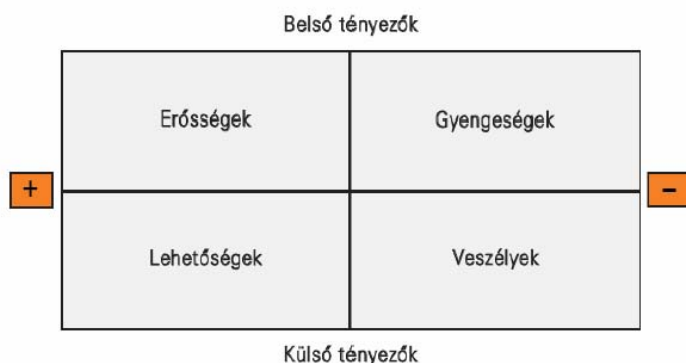 Belső tényezők
Erősségek
Gyengeségek
+
−
Lehetőségek
Veszélyek
Külső tényezők